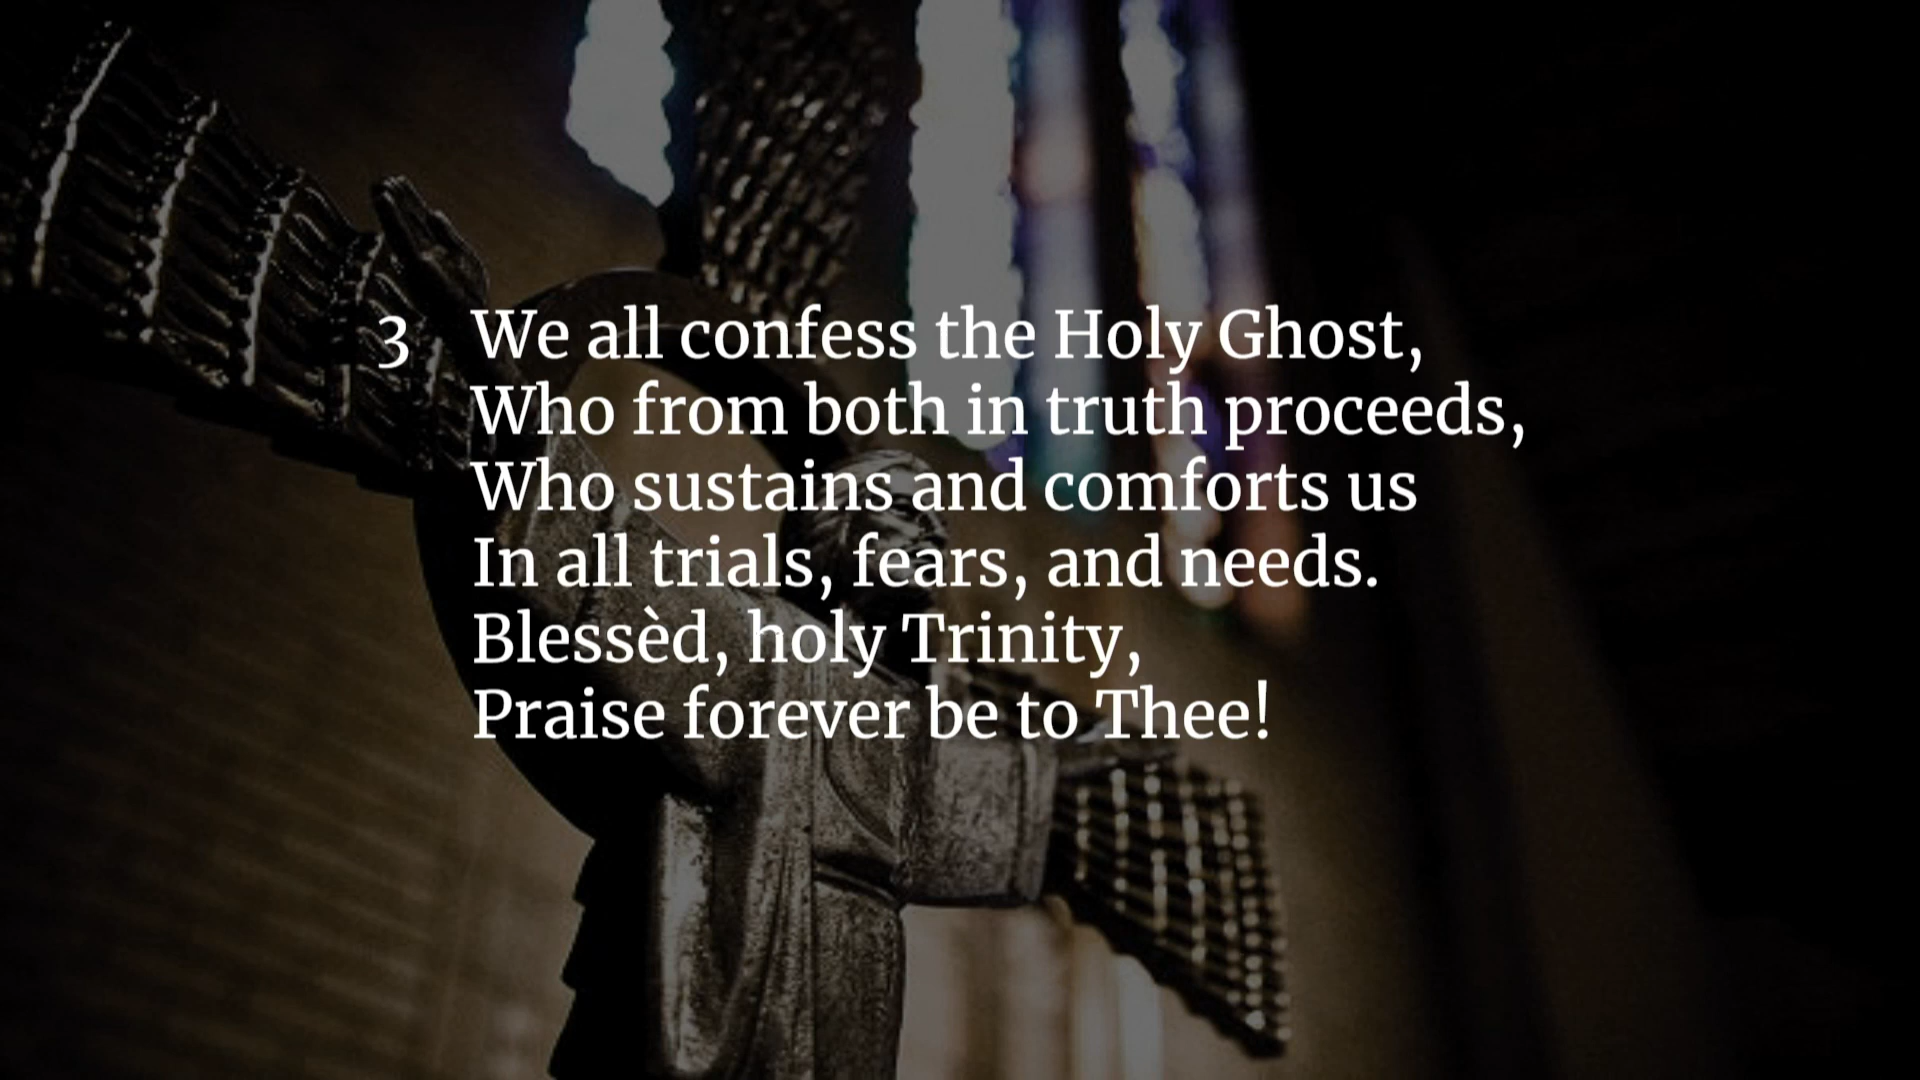 3 We all confess the Holy Ghost,
Who from both in truth proceeds,
Who sustains and comforts us
In all trials, fears, and needs.
Blessèd, holy Trinity,
Praise forever be to Thee!